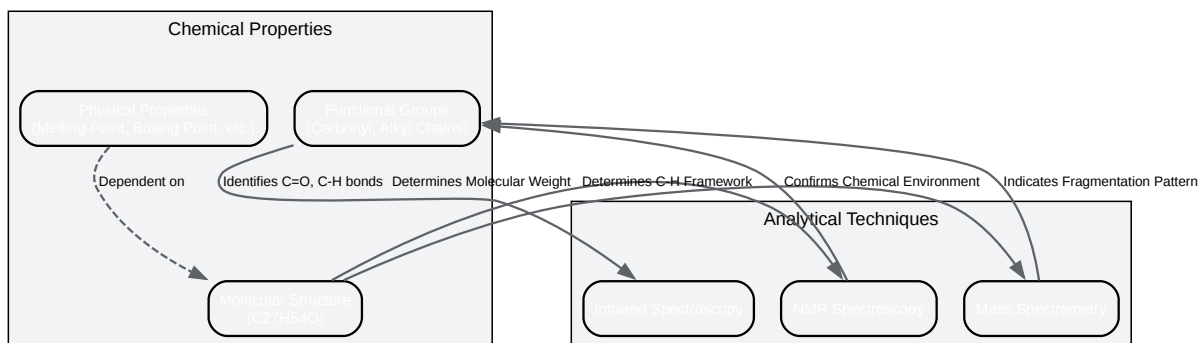 Chemical Properties
Physical Properties
(Melting Point, Boiling Point, etc.)
Functional Groups
(Carbonyl, Alkyl Chains)
Dependent on
Identifies C=O, C-H bonds
Determines Molecular Weight
Determines C-H Framework
Confirms Chemical Environment
Indicates Fragmentation Pattern
Analytical Techniques
Molecular Structure
(C27H54O)
Infrared Spectroscopy
NMR Spectroscopy
Mass Spectrometry